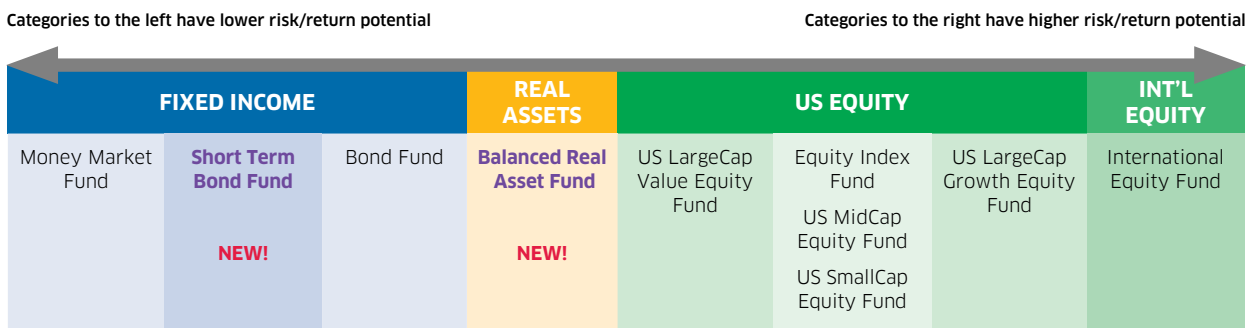 Categories to the left have lower risk/return potential
Categories to the right have higher risk/return potential
FIXED INCOME
REAL
ASSETS
US EQUITY
INT'L
EQUITY
Money Market
Fund
Short Term
Bond Fund
NEW!
Bond Fund
Balanced Real
Asset Fund
NEW!
US LargeCap
Value Equity
Fund
Equity Index
Fund
US MidCap
Equity Fund
US SmallCap
Equity Fund
US LargeCap
Growth Equity
Fund
International
Equity Fund